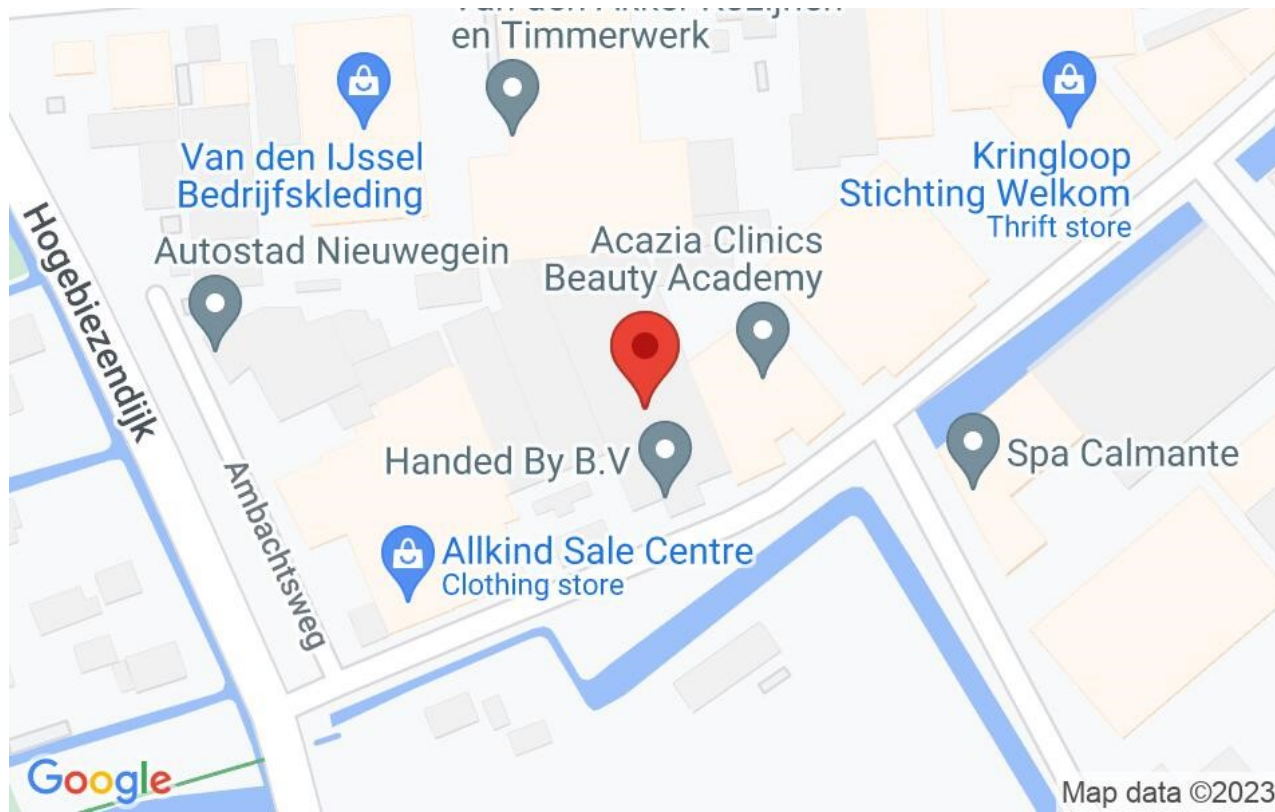 en Timmerwerk
Van den IJssel
Bedrijfskleding
Kringloop
Stichting Welkom
Thrift store
Autostad Nieuwegein
Acazia Clinics
Beauty Academy
Hogebiezendijk
Handed By B.V
Spa Calmante
Ambachtsweg
Allkind Sale Centre
Clothing store
Google
Map data ©2023